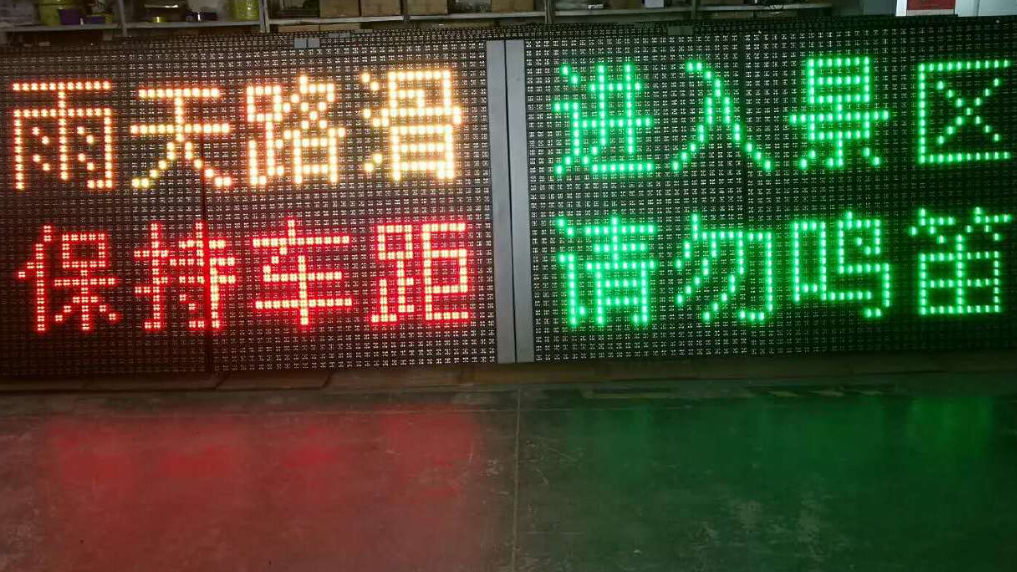 雨天路滑
保持车距
进入景区
请勿鸣笛